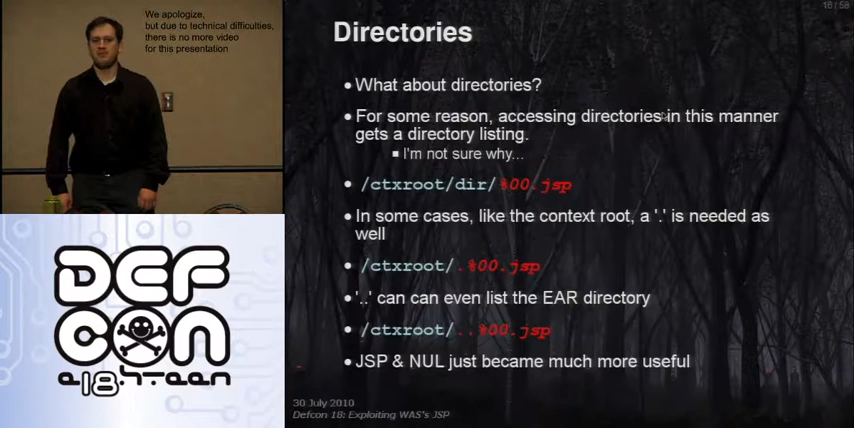 We apologize,
but due to technical difficulties,
there is no more video
for this presentation
DEF
CON
e18.hteen
16 / 58
Directories
What about directories?
For some reason, accessing directories in this manner
gets a directory listing.
I'm not sure why...
/ctxroot/dir/%00.jsp
In some cases, like the context root, a '.' is needed as
well
/ctxroot/.%00.jsp
'..' can can even list the EAR directory
/ctxroot/..%00.jsp
JSP & NUL just became much more useful
30 July 2010
Defcon 18: Exploiting WAS's JSP